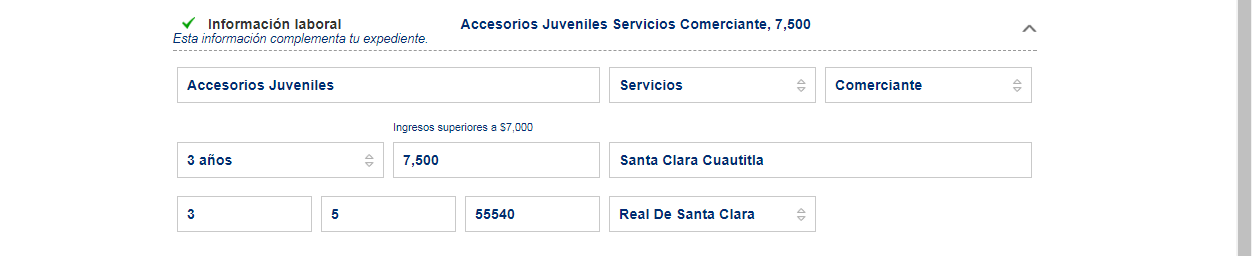 Información laboral Accesorios Juveniles Servicios Comerciante, 7,500
Esta información complementa tu expediente.
Accesorios Juveniles Servicios Comerciante
Ingresos superiores a $7,000
3 años 7,500 Santa Clara Cuautitla
3 5 55540 Real De Santa Clara